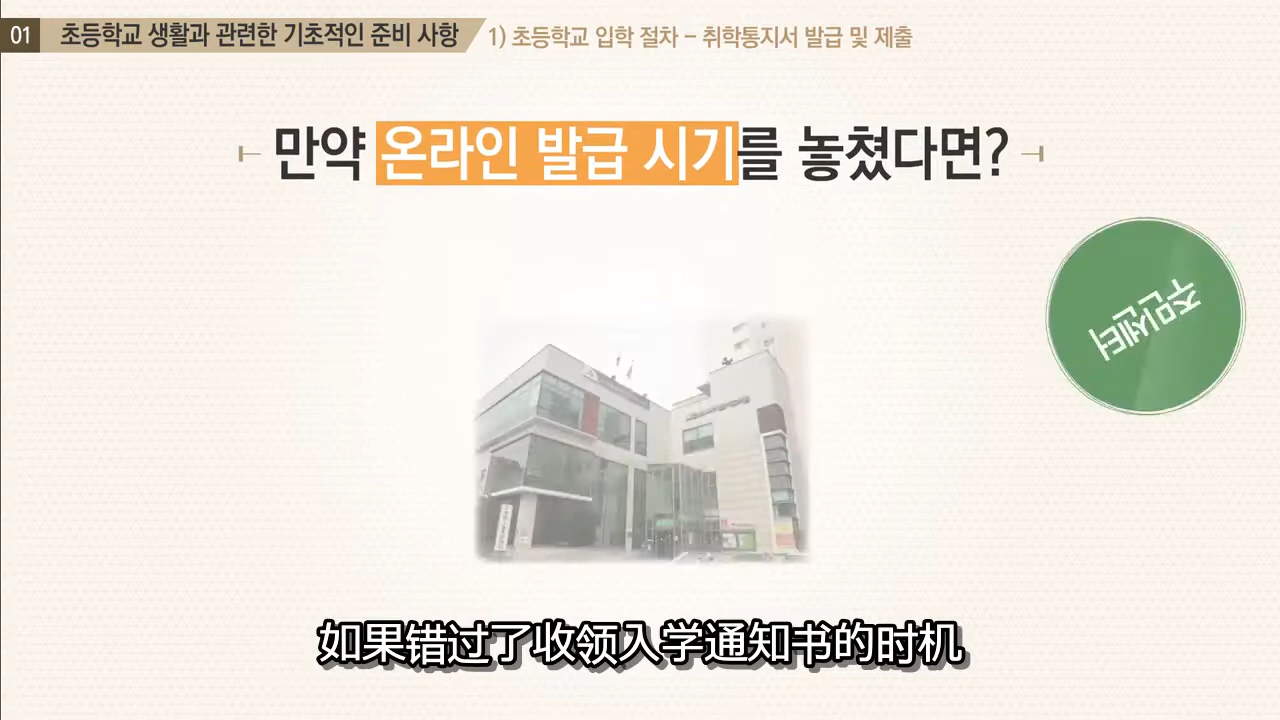 01 초등학교 생활과 관련한 기초적인 준비 사항 1) 초등학교 입학 절차 - 취학통지서 발급 및 제출
만약 온라인 발급 시기를 놓쳤다면?
주민센터
如果错过了收领入学通知书的时机